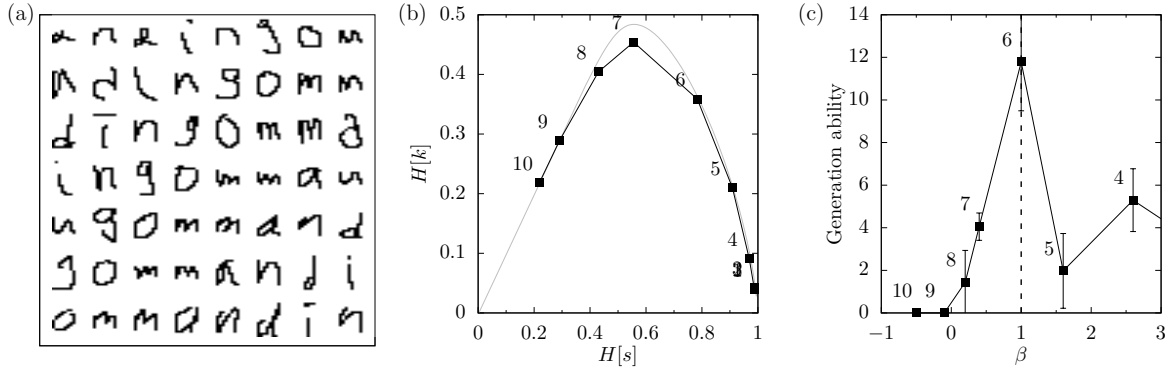 (a)
a n d i n g o m
n d i n g o m m
d i n g o m m a
i n g o m m a n
n g o m m a n d
g o m m a n d i
o m m a n d i n
(b)
H[k]
0.5
0.4
0.3
0.2
0.1
0
10
9
8
7
6
5
4
3
0 0.2 0.4 0.6 0.8 1
H[s]
(c)
Generation ability
14
12
10
8
6
4
2
0
10
9
8
7
6
5
4
−1 0 1 2 3
β